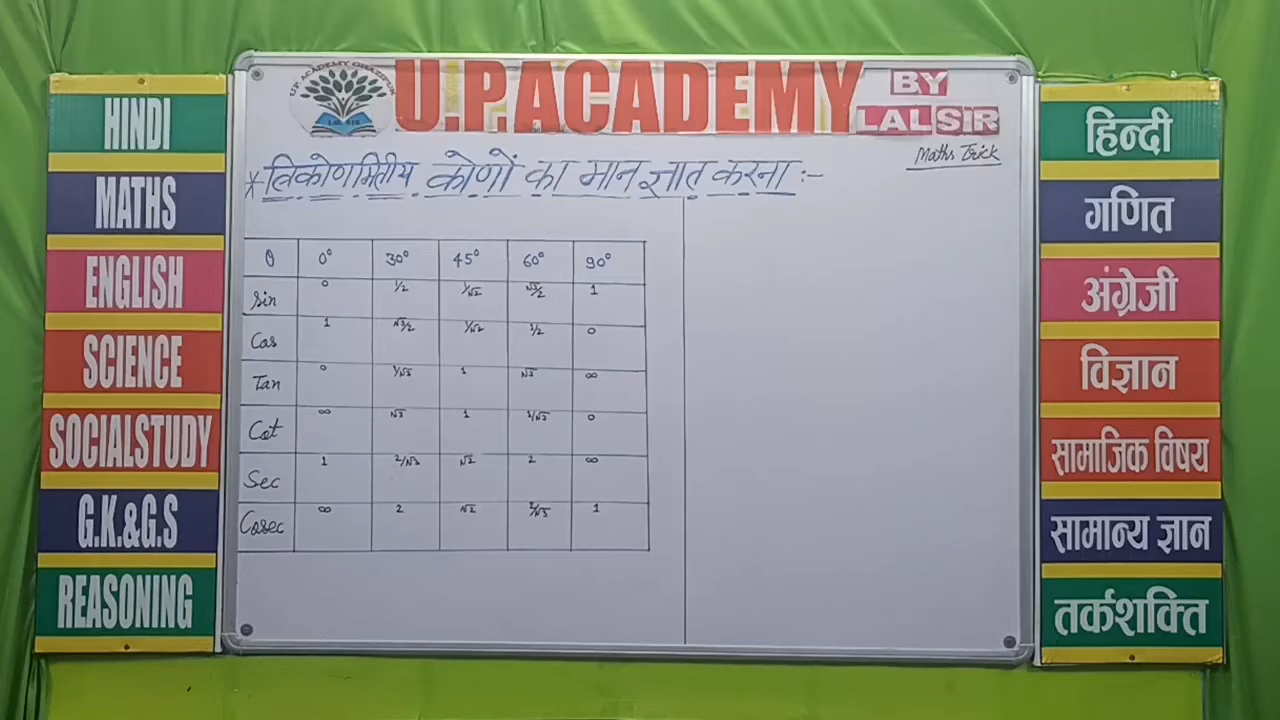 U.P.ACADEMY
BY
LAL SIR
Maths Trick
* त्रिकोणमितीय कोणों का मान ज्ञात करना :-
θ 0° 30° 45° 60° 90°
Sin 0 1/2 1/√2 √3/2 1
Cos 1 √3/2 1/√2 1/2 0
Tan 0 1/√3 1 √3 ∞
Cot ∞ √3 1 1/√3 0
Sec 1 2/√3 √2 2 ∞
Cosec ∞ 2 √2 2/√3 1
HINDI
MATHS
ENGLISH
SCIENCE
SOCIALSTUDY
G.K.&G.S
REASONING
हिन्दी
गणित
अंग्रेजी
विज्ञान
सामाजिक विषय
सामान्य ज्ञान
तर्कशक्ति